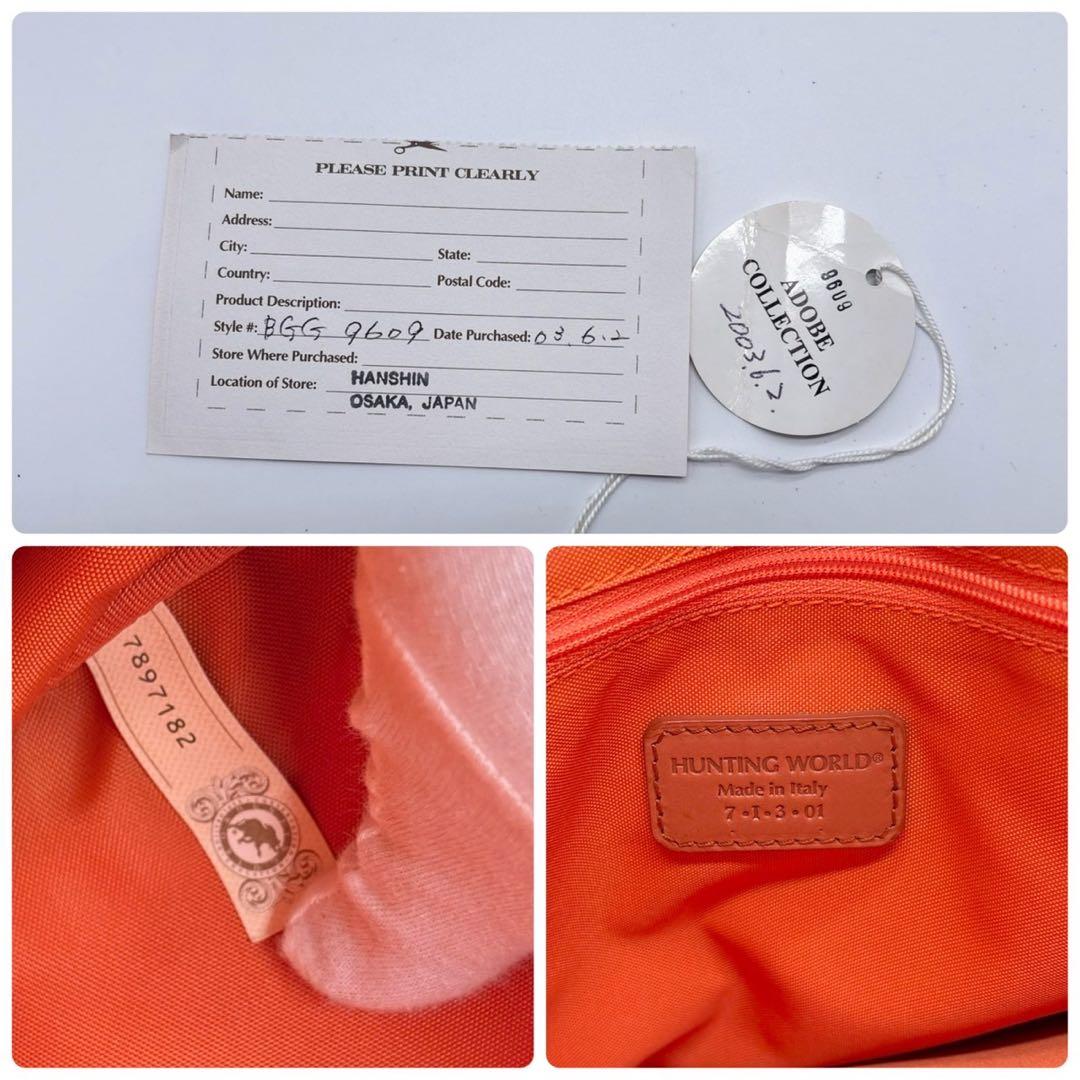 PLEASE PRINT CLEARLY
Name:
Address:
City: State:
Country: Postal Code:
Product Description:
Style #: BGG 9609 Date Purchased: 03.6.2
Store Where Purchased:
Location of Store: HANSHIN
OSAKA, JAPAN
9609
ADOBE
COLLECTION
2003.6.2.
7897182
HUNTING WORLD®
Made in Italy
7•I•3•01